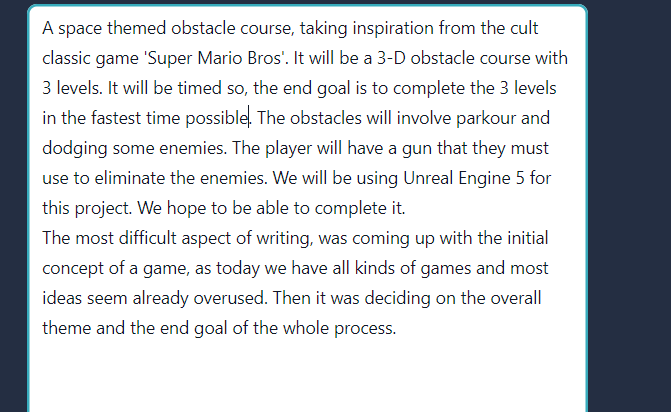 A space themed obstacle course, taking inspiration from the cult
classic game 'Super Mario Bros'. It will be a 3-D obstacle course with
3 levels. It will be timed so, the end goal is to complete the 3 levels
in the fastest time possible. The obstacles will involve parkour and
dodging some enemies. The player will have a gun that they must
use to eliminate the enemies. We will be using Unreal Engine 5 for
this project. We hope to be able to complete it.
The most difficult aspect of writing, was coming up with the initial
concept of a game, as today we have all kinds of games and most
ideas seem already overused. Then it was deciding on the overall
theme and the end goal of the whole process.